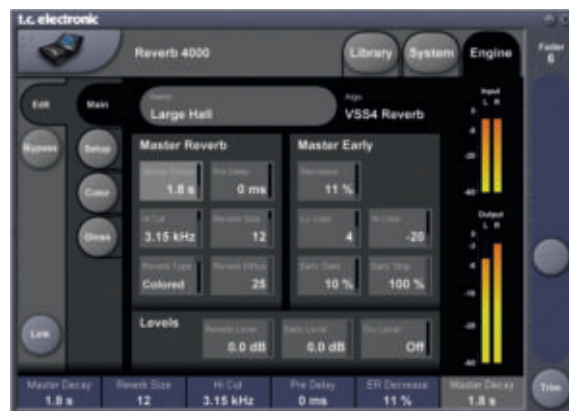 t.c. electronic
Reverb 4000
Library
System
Engine
Fader
6
Edit
Main
Name
Large Hall
Algo
VSS4 Reverb
Input
L R
Bypass
Setup
Color
Link
Master Reverb
Master Early
Master Decay
1.8 s
Pre Delay
0 ms
Decrease
11 %
Hi Cut
3.15 kHz
Reverb Size
12
Lo Color
4
Hi Color
-20
Output
L R
Reverb Type
Colored
25
Early Start
10 %
Early Stop
100 %
Levels
Reverb Level
0.0 dB
Early Level
0.0 dB
Off
Master Decay
1.8 s
Reverb Size
12
Hi Cut
3.15 kHz
Pre Delay
0 ms
ER Decrease
11 %
Master Decay
1.8 s
Trim